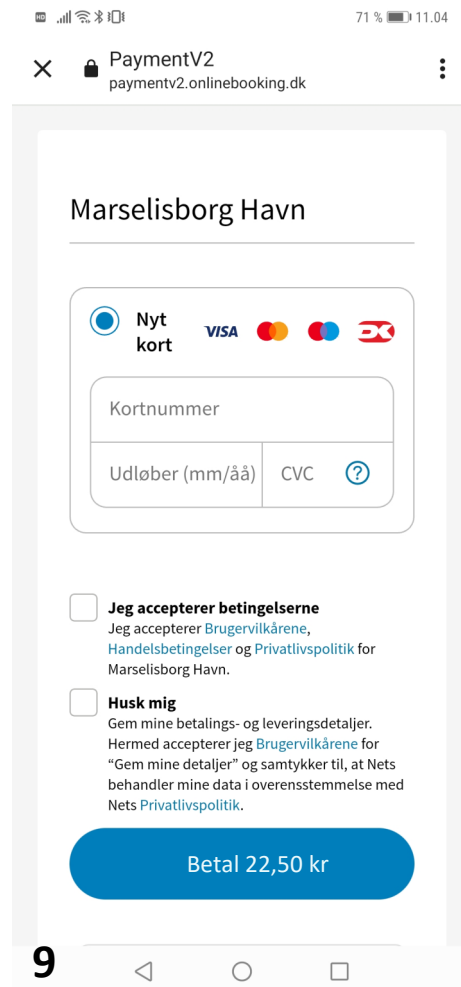 HD 71 % 11.04
PaymentV2
paymentv2.onlinebooking.dk
Marselisborg Havn
Nyt
kort
VISA
Kortnummer
Udløber (mm/åå) CVC ?
Jeg accepterer betingelserne
Jeg accepterer Brugervilkårene,
Handelsbetingelser og Privatlivspolitik for
Marselisborg Havn.
Husk mig
Gem mine betalings- og leveringsdetaljer.
Hermed accepterer jeg Brugervilkårene for
“Gem mine detaljer” og samtykker til, at Nets
behandler mine data i overensstemmelse med
Nets Privatlivspolitik.
Betal 22,50 kr
9